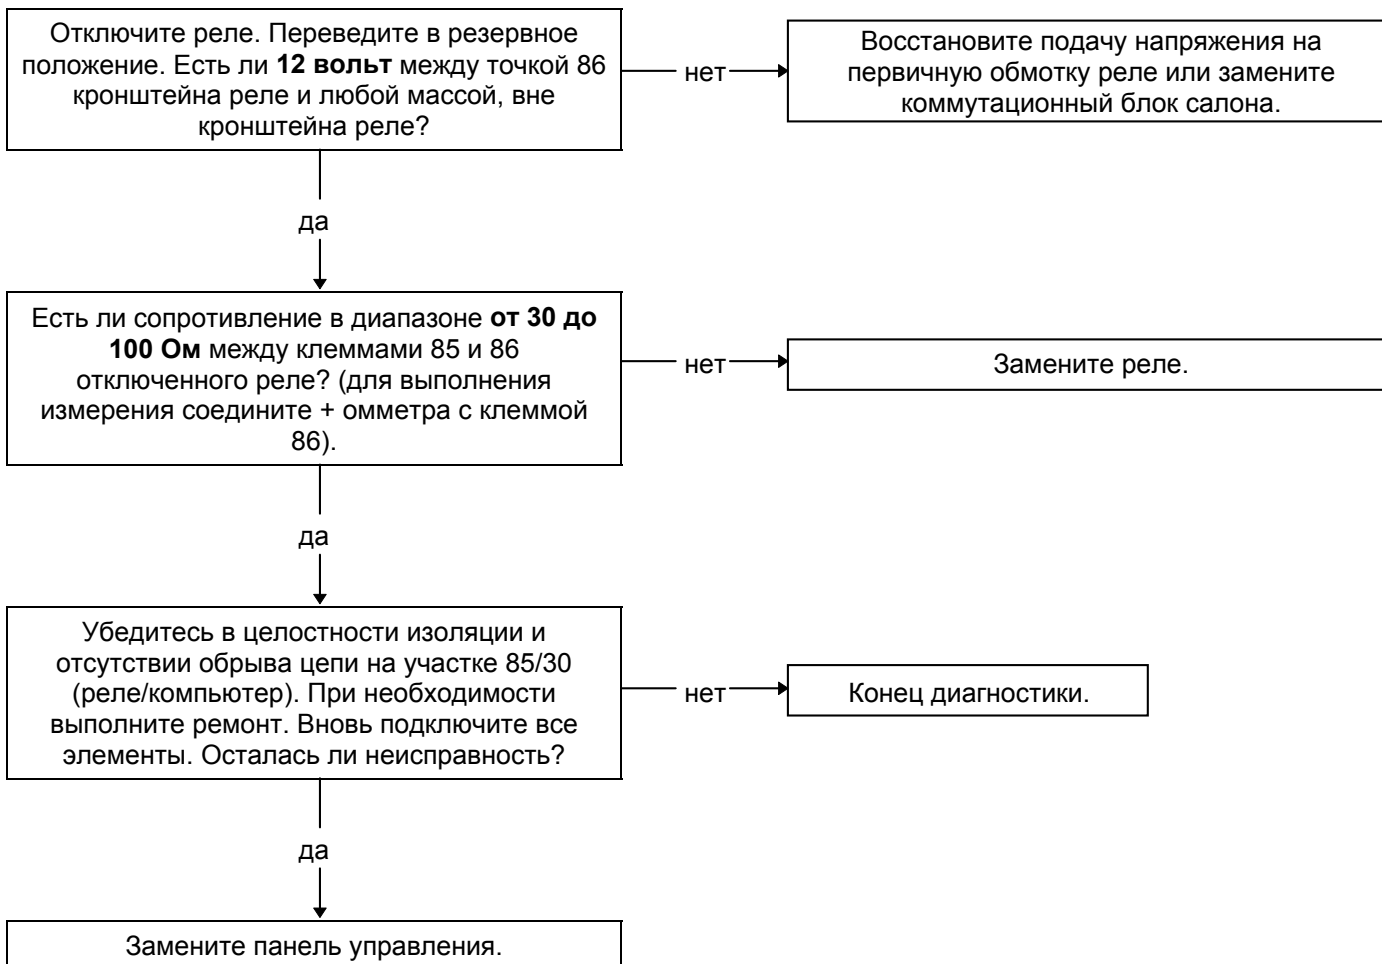 Отключите реле. Переведите в резервное
положение. Есть ли 12 вольт между точкой 86
кронштейна реле и любой массой, вне
кронштейна реле?
нет
Восстановите подачу напряжения на
первичную обмотку реле или замените
коммутационный блок салона.
да
Есть ли сопротивление в диапазоне от 30 до
100 Ом между клеммами 85 и 86
отключенного реле? (для выполнения
измерения соедините + омметра с клеммой
86).
нет
Замените реле.
да
Убедитесь в целостности изоляции и
отсутствии обрыва цепи на участке 85/30
(реле/компьютер). При необходимости
выполните ремонт. Вновь подключите все
элементы. Осталась ли неисправность?
нет
Конец диагностики.
да
Замените панель управления.